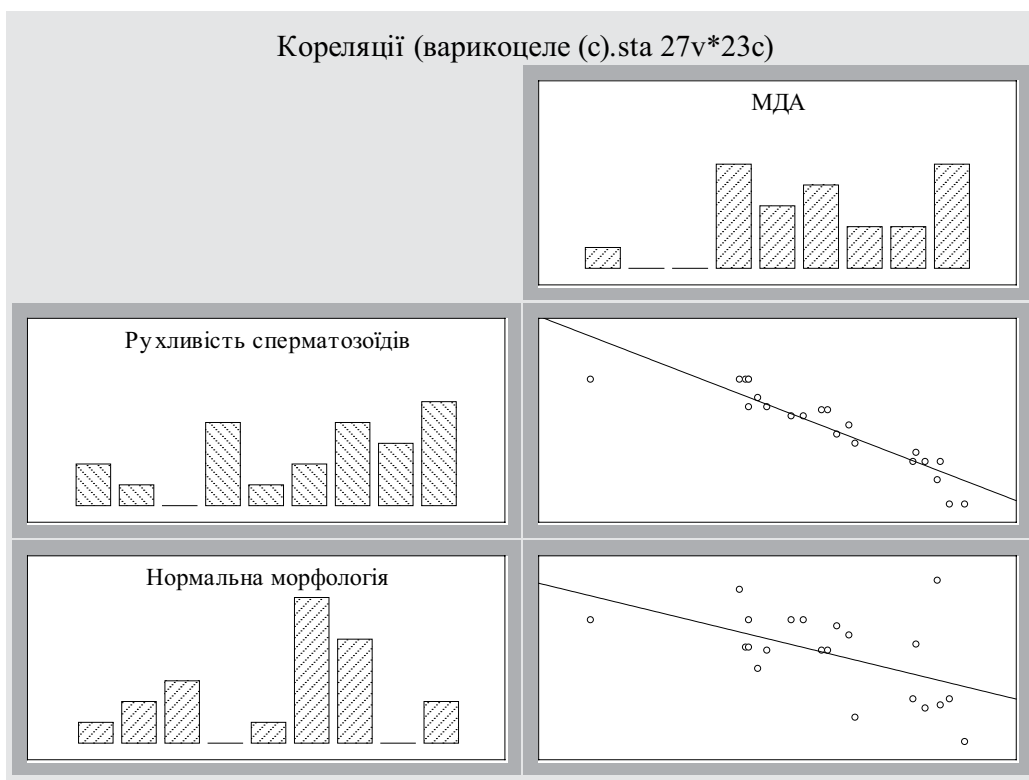 Кореляції (варикоцеле (с).sta 27v*23c)
МДА
Рухливість сперматозоїдів
Нормальна морфологія